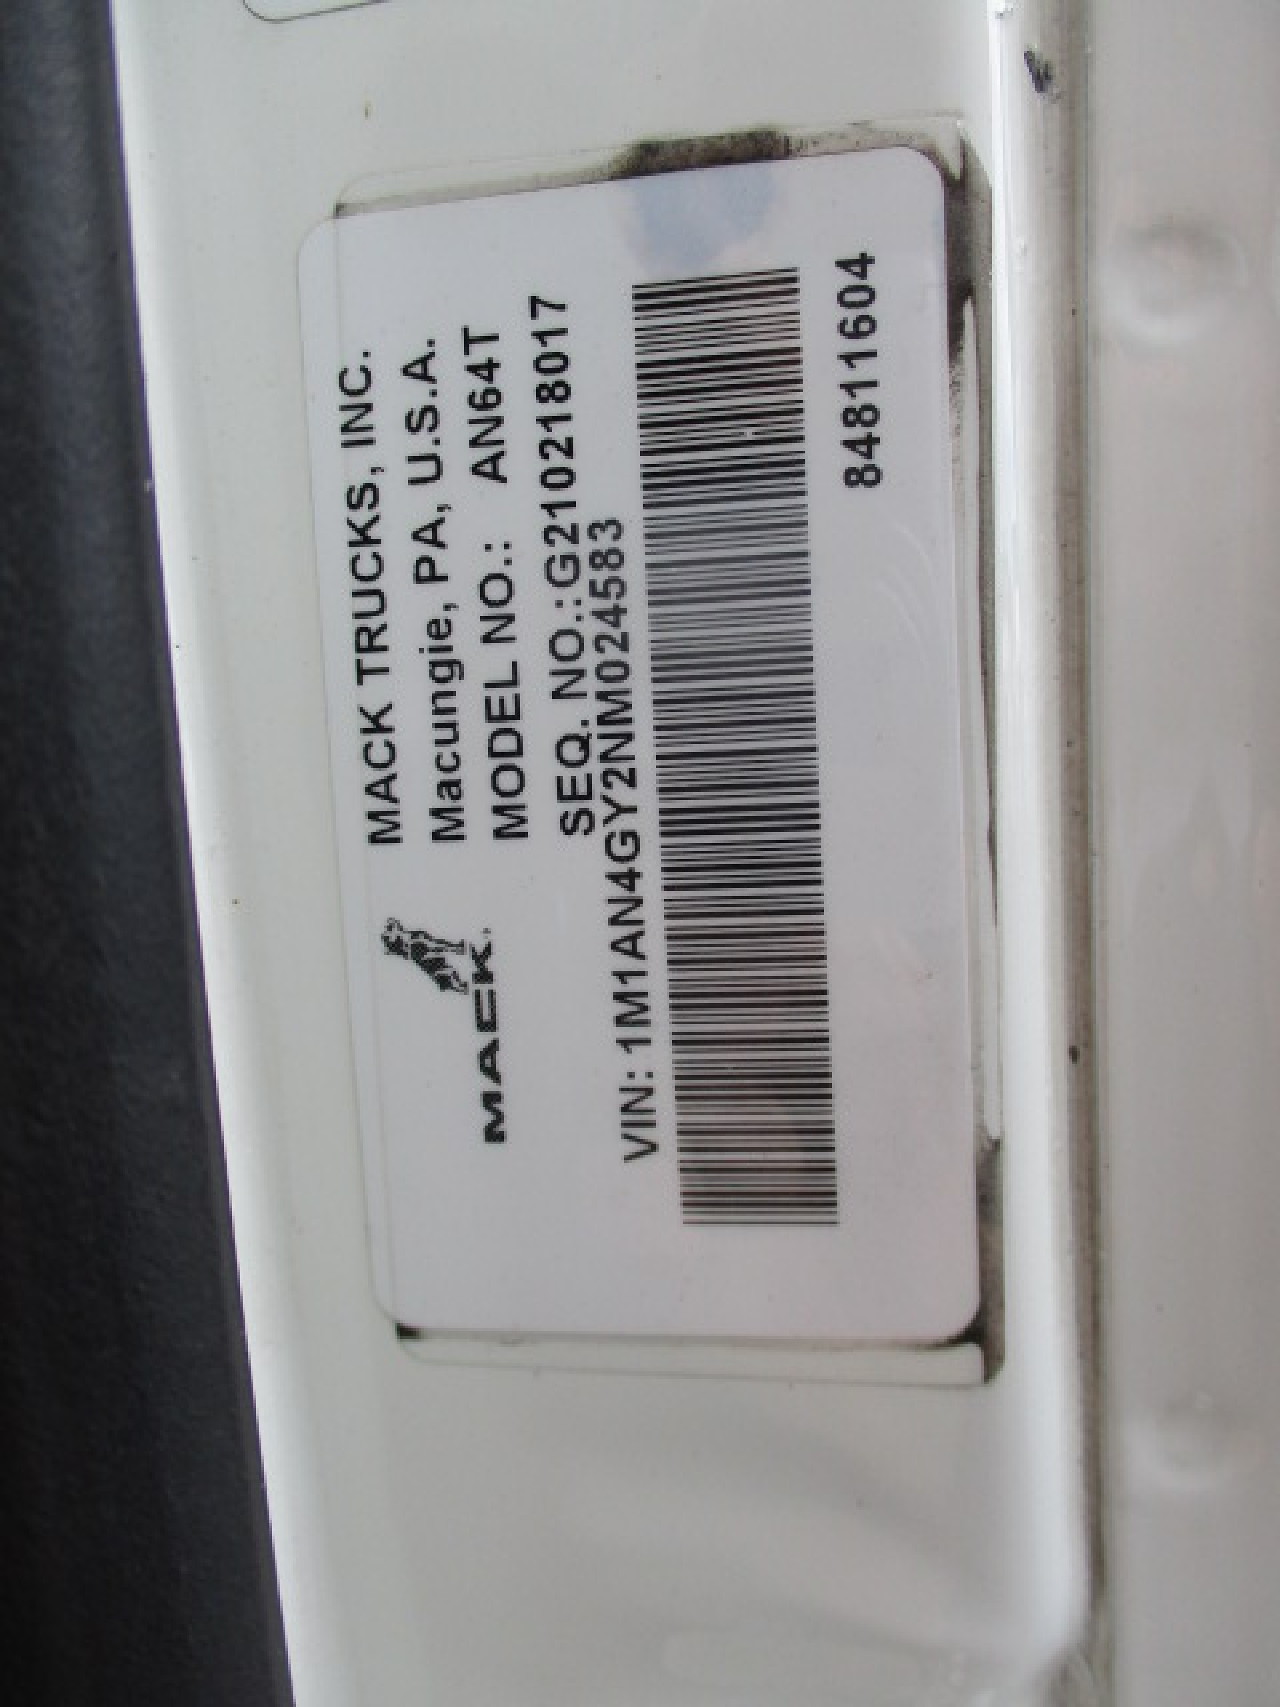 MACK TRUCKS, INC.
Macungie, PA, U.S.A.
MODEL NO.: AN64T
MACK
SEQ. NO.:G210218017
VIN: 1M1AN4GY2NM024583
84811604